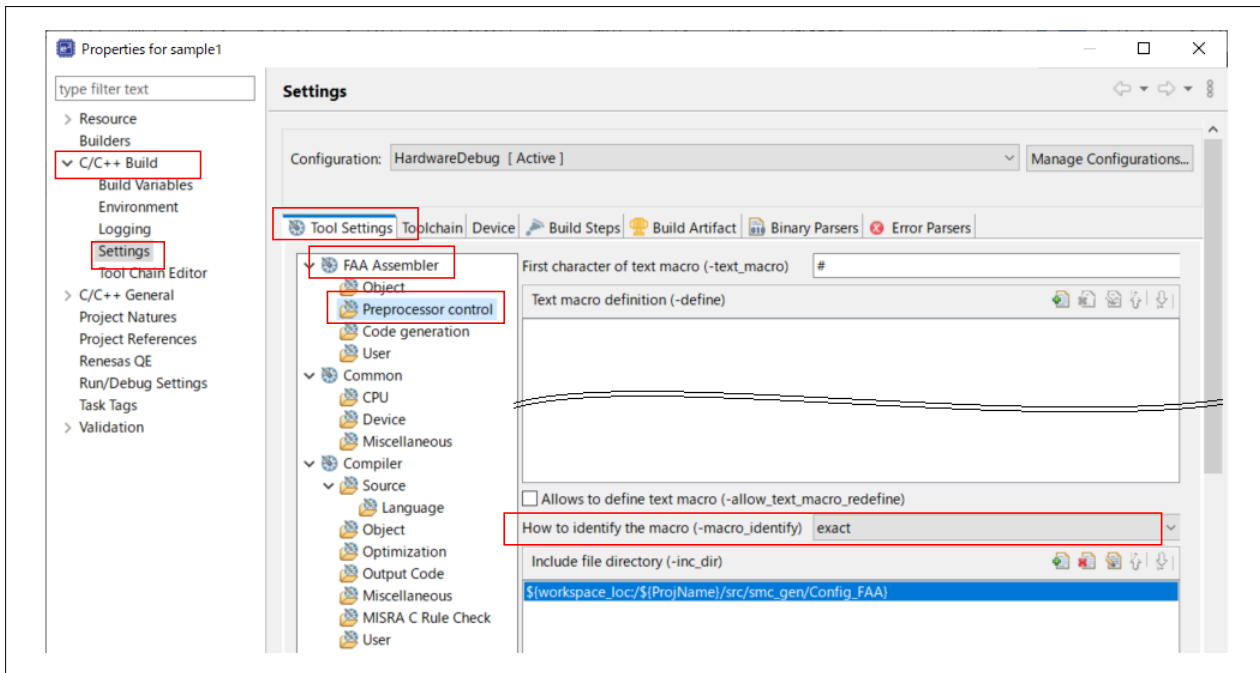 Properties for sample1
type filter text
Resource
Builders
C/C++ Build
Build Variables
Environment
Logging
Settings
Tool Chain Editor
C/C++ General
Project Natures
Project References
Renesas QE
Run/Debug Settings
Task Tags
Validation
Settings
Configuration: HardwareDebug [ Active ] Manage Configurations...
Tool Settings Toolchain Device Build Steps Build Artifact Binary Parsers Error Parsers
FAA Assembler
Object
Preprocessor control
Code generation
User
Common
CPU
Device
Miscellaneous
Compiler
Source
Language
Object
Optimization
Output Code
Miscellaneous
MISRA C Rule Check
User
First character of text macro (-text_macro) #
Text macro definition (-define)
Allows to define text macro (-allow_text_macro_redefine)
How to identify the macro (-macro_identify) exact
Include file directory (-inc_dir)
${workspace_loc:/${ProjName}/src/smc_gen/Config_FAA}